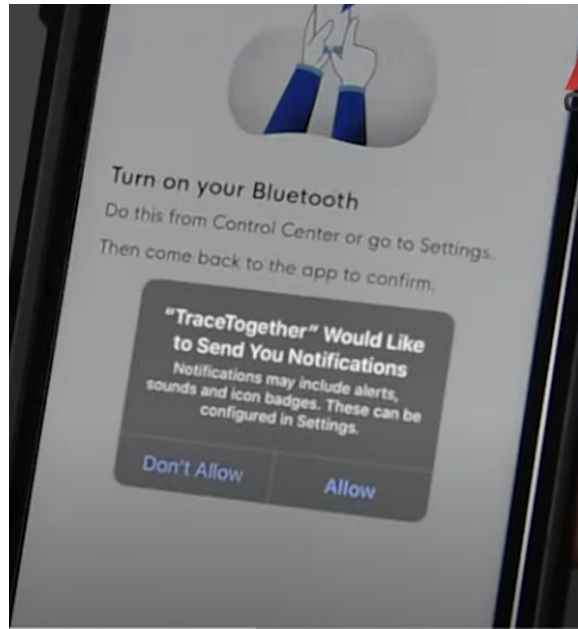 Turn on your Bluetooth
Do this from Control Center or go to Settings.
Then come back to the app to confirm.
“TraceTogether” Would Like
to Send You Notifications
Notifications may include alerts,
sounds and icon badges. These can be
configured in Settings.
Don't Allow
Allow